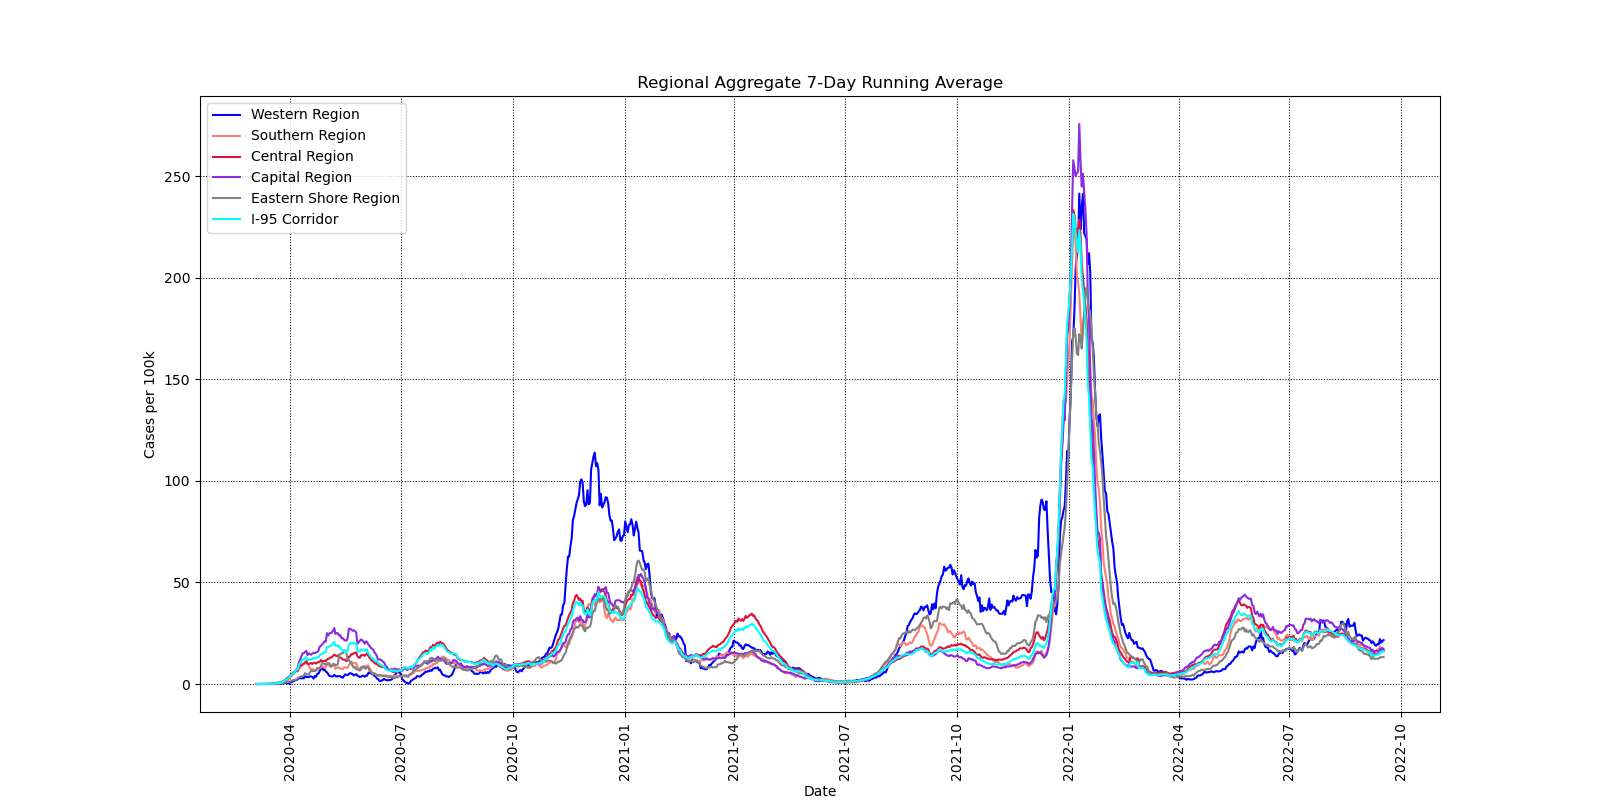 Regional Aggregate 7-Day Running Average
Western Region
Southern Region
Central Region
Capital Region
Eastern Shore Region
I-95 Corridor
Cases per 100k
250
200
150
100
50
0
2020-04
2020-07
2020-10
2021-01
2021-04
2021-07
2021-10
2022-01
2022-04
2022-07
2022-10
Date